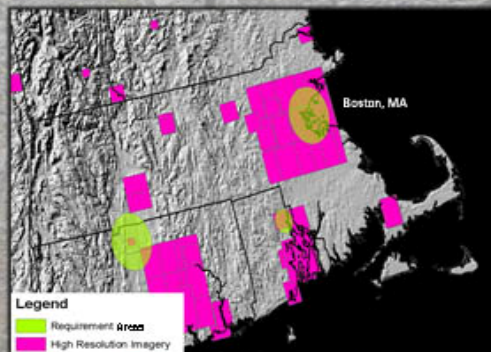 Boston, MA
Legend
Requirement Areas
High Resolution Imagery